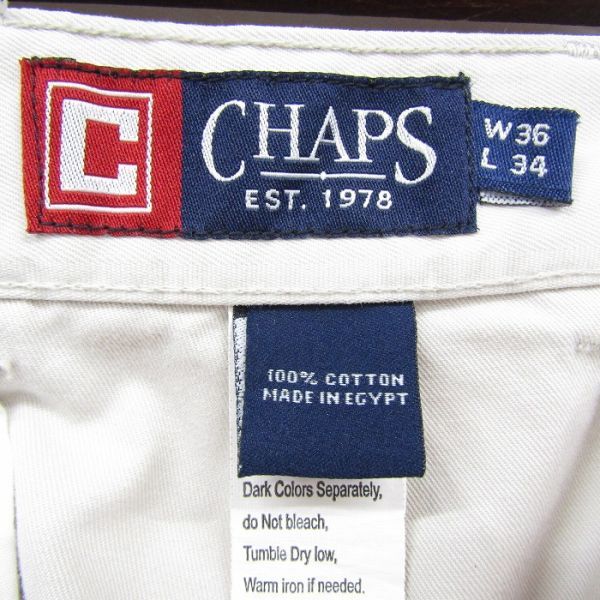 C
CHAPS
EST. 1978
W 36
L 34
100% COTTON
MADE IN EGYPT
Dark Colors Separately,
do Not bleach,
Tumble Dry low,
Warm iron if needed.